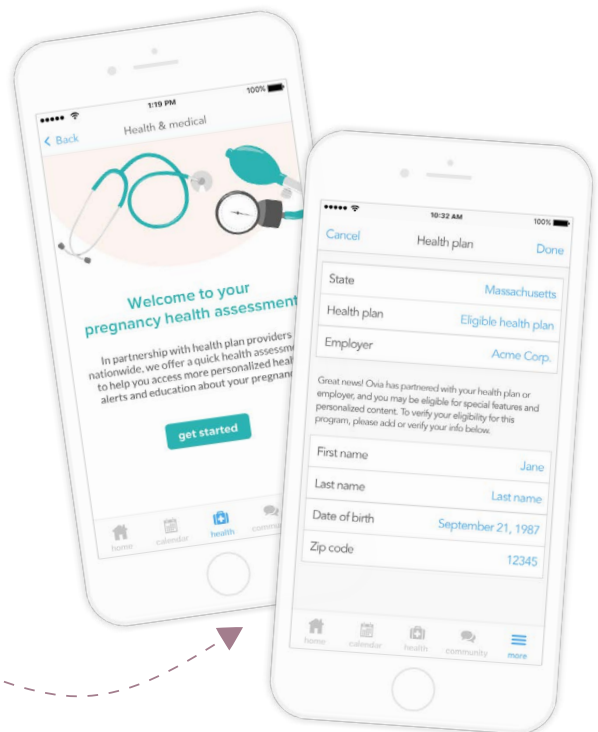 1:19 PM
100%
Back
Health & medical
Welcome to your
pregnancy health assessment
In partnership with health plan providers
nationwide, we offer a quick health
to help you access more personalized
alerts and education about your
get started
home
calendar
health
10:32 AM
100%
Cancel
Health plan
Done
State
Massachusetts
Health plan
Eligible health plan
Employer
Acme Corp.
Great news! Ovia has partnered with your health plan or
employer, and you may be eligible for special features and
personalized content. To verify your eligibility for this
program, please add or verify your info below.
First name
Jane
Last name
Last name
Date of birth
September 21, 1987
Zip code
12345
home
calendar
health
community
more